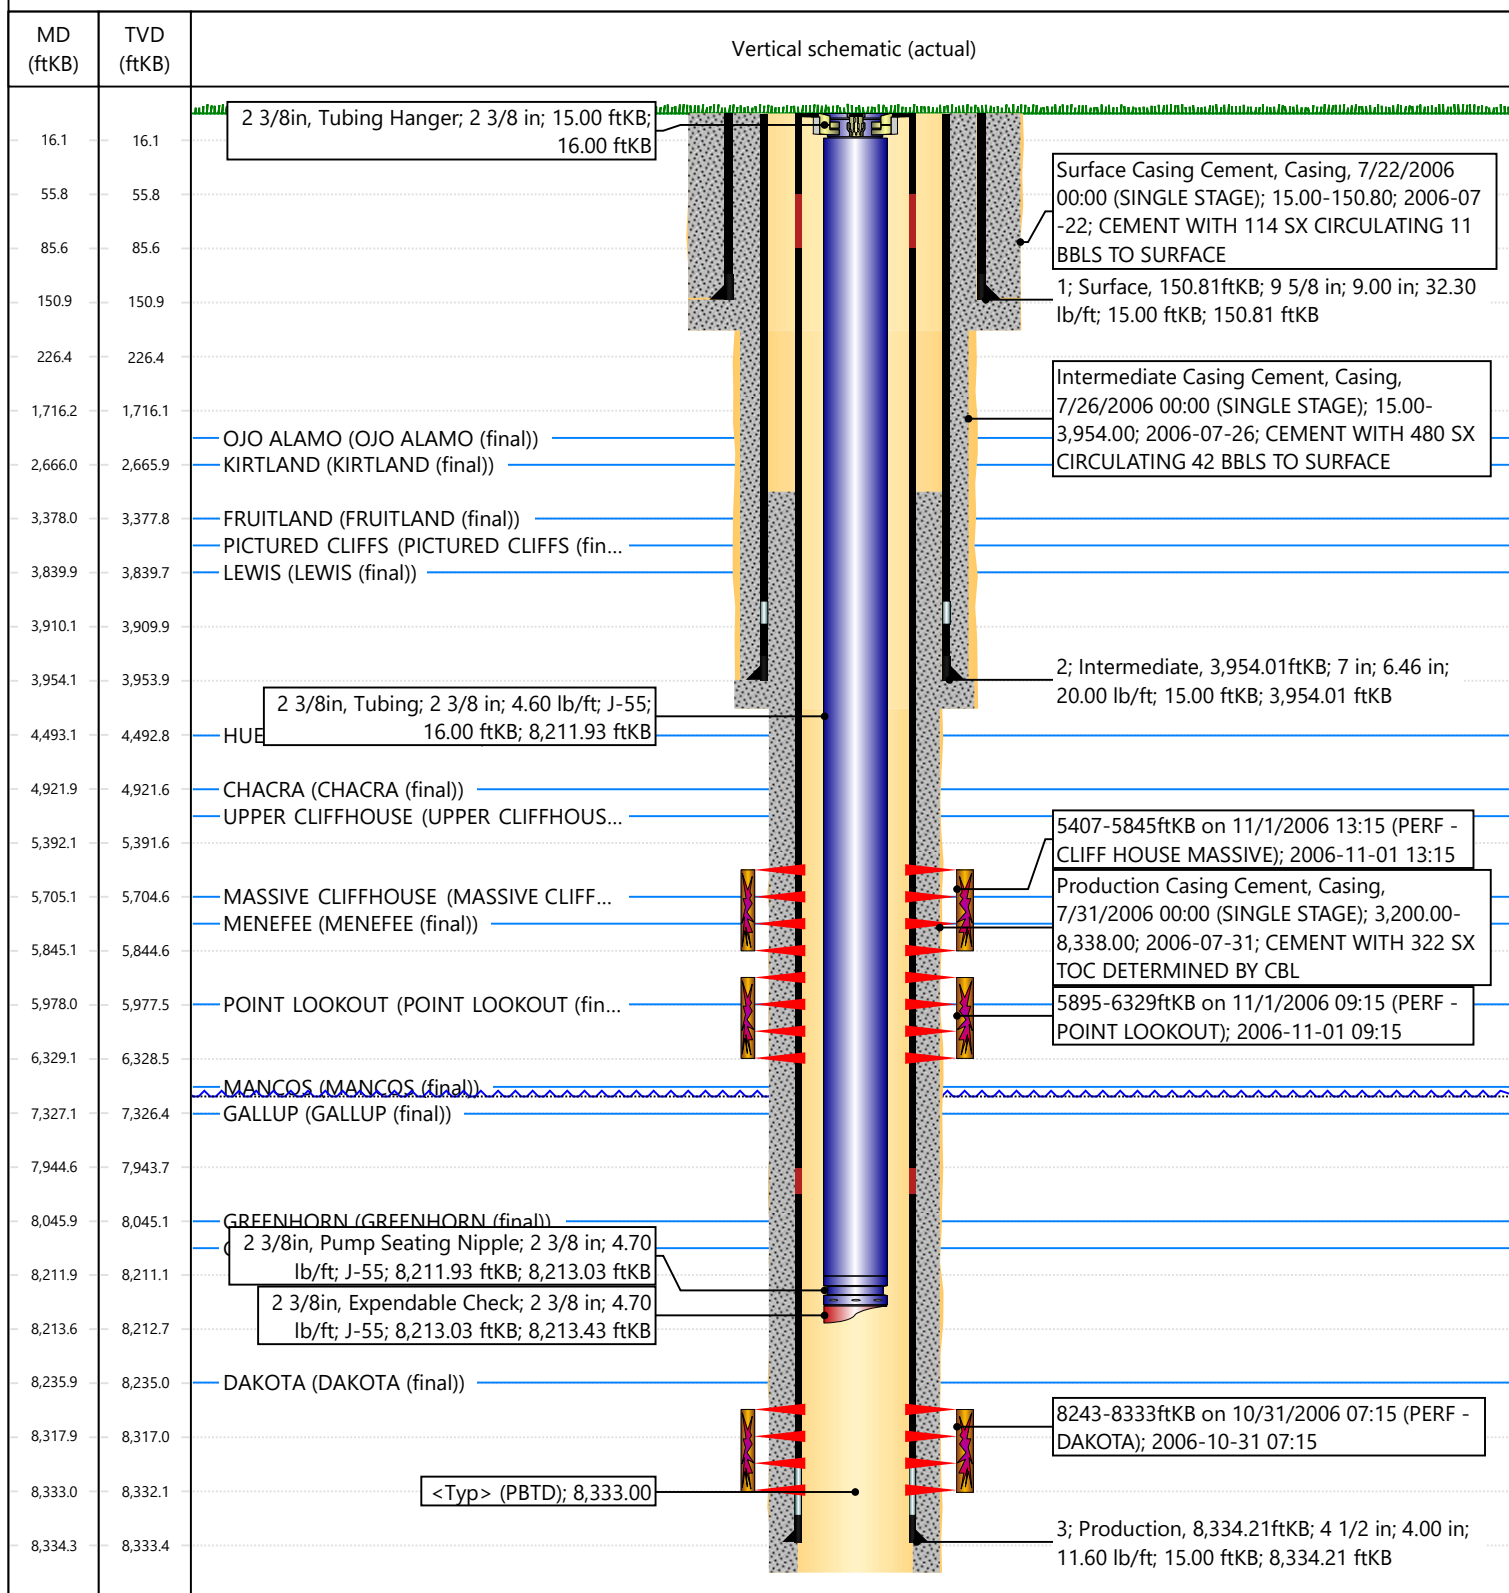 MD
(ftKB)
TVD
(ftKB)
Vertical schematic (actual)
16.1 16.1
55.8 55.8
85.6 85.6
150.9 150.9
226.4 226.4
1,716.2 1,716.1
2,666.0 2,665.9
3,378.0 3,377.8
3,839.9 3,839.7
3,910.1 3,909.9
3,954.1 3,953.9
4,493.1 4,492.8
4,921.9 4,921.6
5,392.1 5,391.6
5,705.1 5,704.6
5,845.1 5,844.6
5,978.0 5,977.5
6,329.1 6,328.5
7,327.1 7,326.4
7,944.6 7,943.7
8,045.9 8,045.1
8,211.9 8,211.1
8,213.6 8,212.7
8,235.9 8,235.0
8,317.9 8,317.0
8,333.0 8,332.1
8,334.3 8,333.4
2 3/8in, Tubing Hanger; 2 3/8 in; 15.00 ftKB;
16.00 ftKB
OJO ALAMO (OJO ALAMO (final))
KIRTLAND (KIRTLAND (final))
FRUITLAND (FRUITLAND (final))
PICTURED CLIFFS (PICTURED CLIFFS (fin...
LEWIS (LEWIS (final))
2 3/8in, Tubing; 2 3/8 in; 4.60 lb/ft; J-55;
16.00 ftKB; 8,211.93 ftKB
HUE
CHACRA (CHACRA (final))
UPPER CLIFFHOUSE (UPPER CLIFFHOUS...
MASSIVE CLIFFHOUSE (MASSIVE CLIFF...
MENEFEE (MENEFEE (final))
POINT LOOKOUT (POINT LOOKOUT (fin...
MANCOS (MANCOS (final))
GALLUP (GALLUP (final))
GREENHORN (GREENHORN (final))
2 3/8in, Pump Seating Nipple; 2 3/8 in; 4.70
lb/ft; J-55; 8,211.93 ftKB; 8,213.03 ftKB
2 3/8in, Expendable Check; 2 3/8 in; 4.70
lb/ft; J-55; 8,213.03 ftKB; 8,213.43 ftKB
DAKOTA (DAKOTA (final))
<Typ> (PBTD); 8,333.00
Surface Casing Cement, Casing, 7/22/2006
00:00 (SINGLE STAGE); 15.00-150.80; 2006-07
-22; CEMENT WITH 114 SX CIRCULATING 11
BBLS TO SURFACE
1; Surface, 150.81ftKB; 9 5/8 in; 9.00 in; 32.30
lb/ft; 15.00 ftKB; 150.81 ftKB
Intermediate Casing Cement, Casing,
7/26/2006 00:00 (SINGLE STAGE); 15.00-
3,954.00; 2006-07-26; CEMENT WITH 480 SX
CIRCULATING 42 BBLS TO SURFACE
2; Intermediate, 3,954.01ftKB; 7 in; 6.46 in;
20.00 lb/ft; 15.00 ftKB; 3,954.01 ftKB
5407-5845ftKB on 11/1/2006 13:15 (PERF -
CLIFF HOUSE MASSIVE); 2006-11-01 13:15
Production Casing Cement, Casing,
7/31/2006 00:00 (SINGLE STAGE); 3,200.00-
8,338.00; 2006-07-31; CEMENT WITH 322 SX
TOC DETERMINED BY CBL
5895-6329ftKB on 11/1/2006 09:15 (PERF -
POINT LOOKOUT); 2006-11-01 09:15
8243-8333ftKB on 10/31/2006 07:15 (PERF -
DAKOTA); 2006-10-31 07:15
3; Production, 8,334.21ftKB; 4 1/2 in; 4.00 in;
11.60 lb/ft; 15.00 ftKB; 8,334.21 ftKB